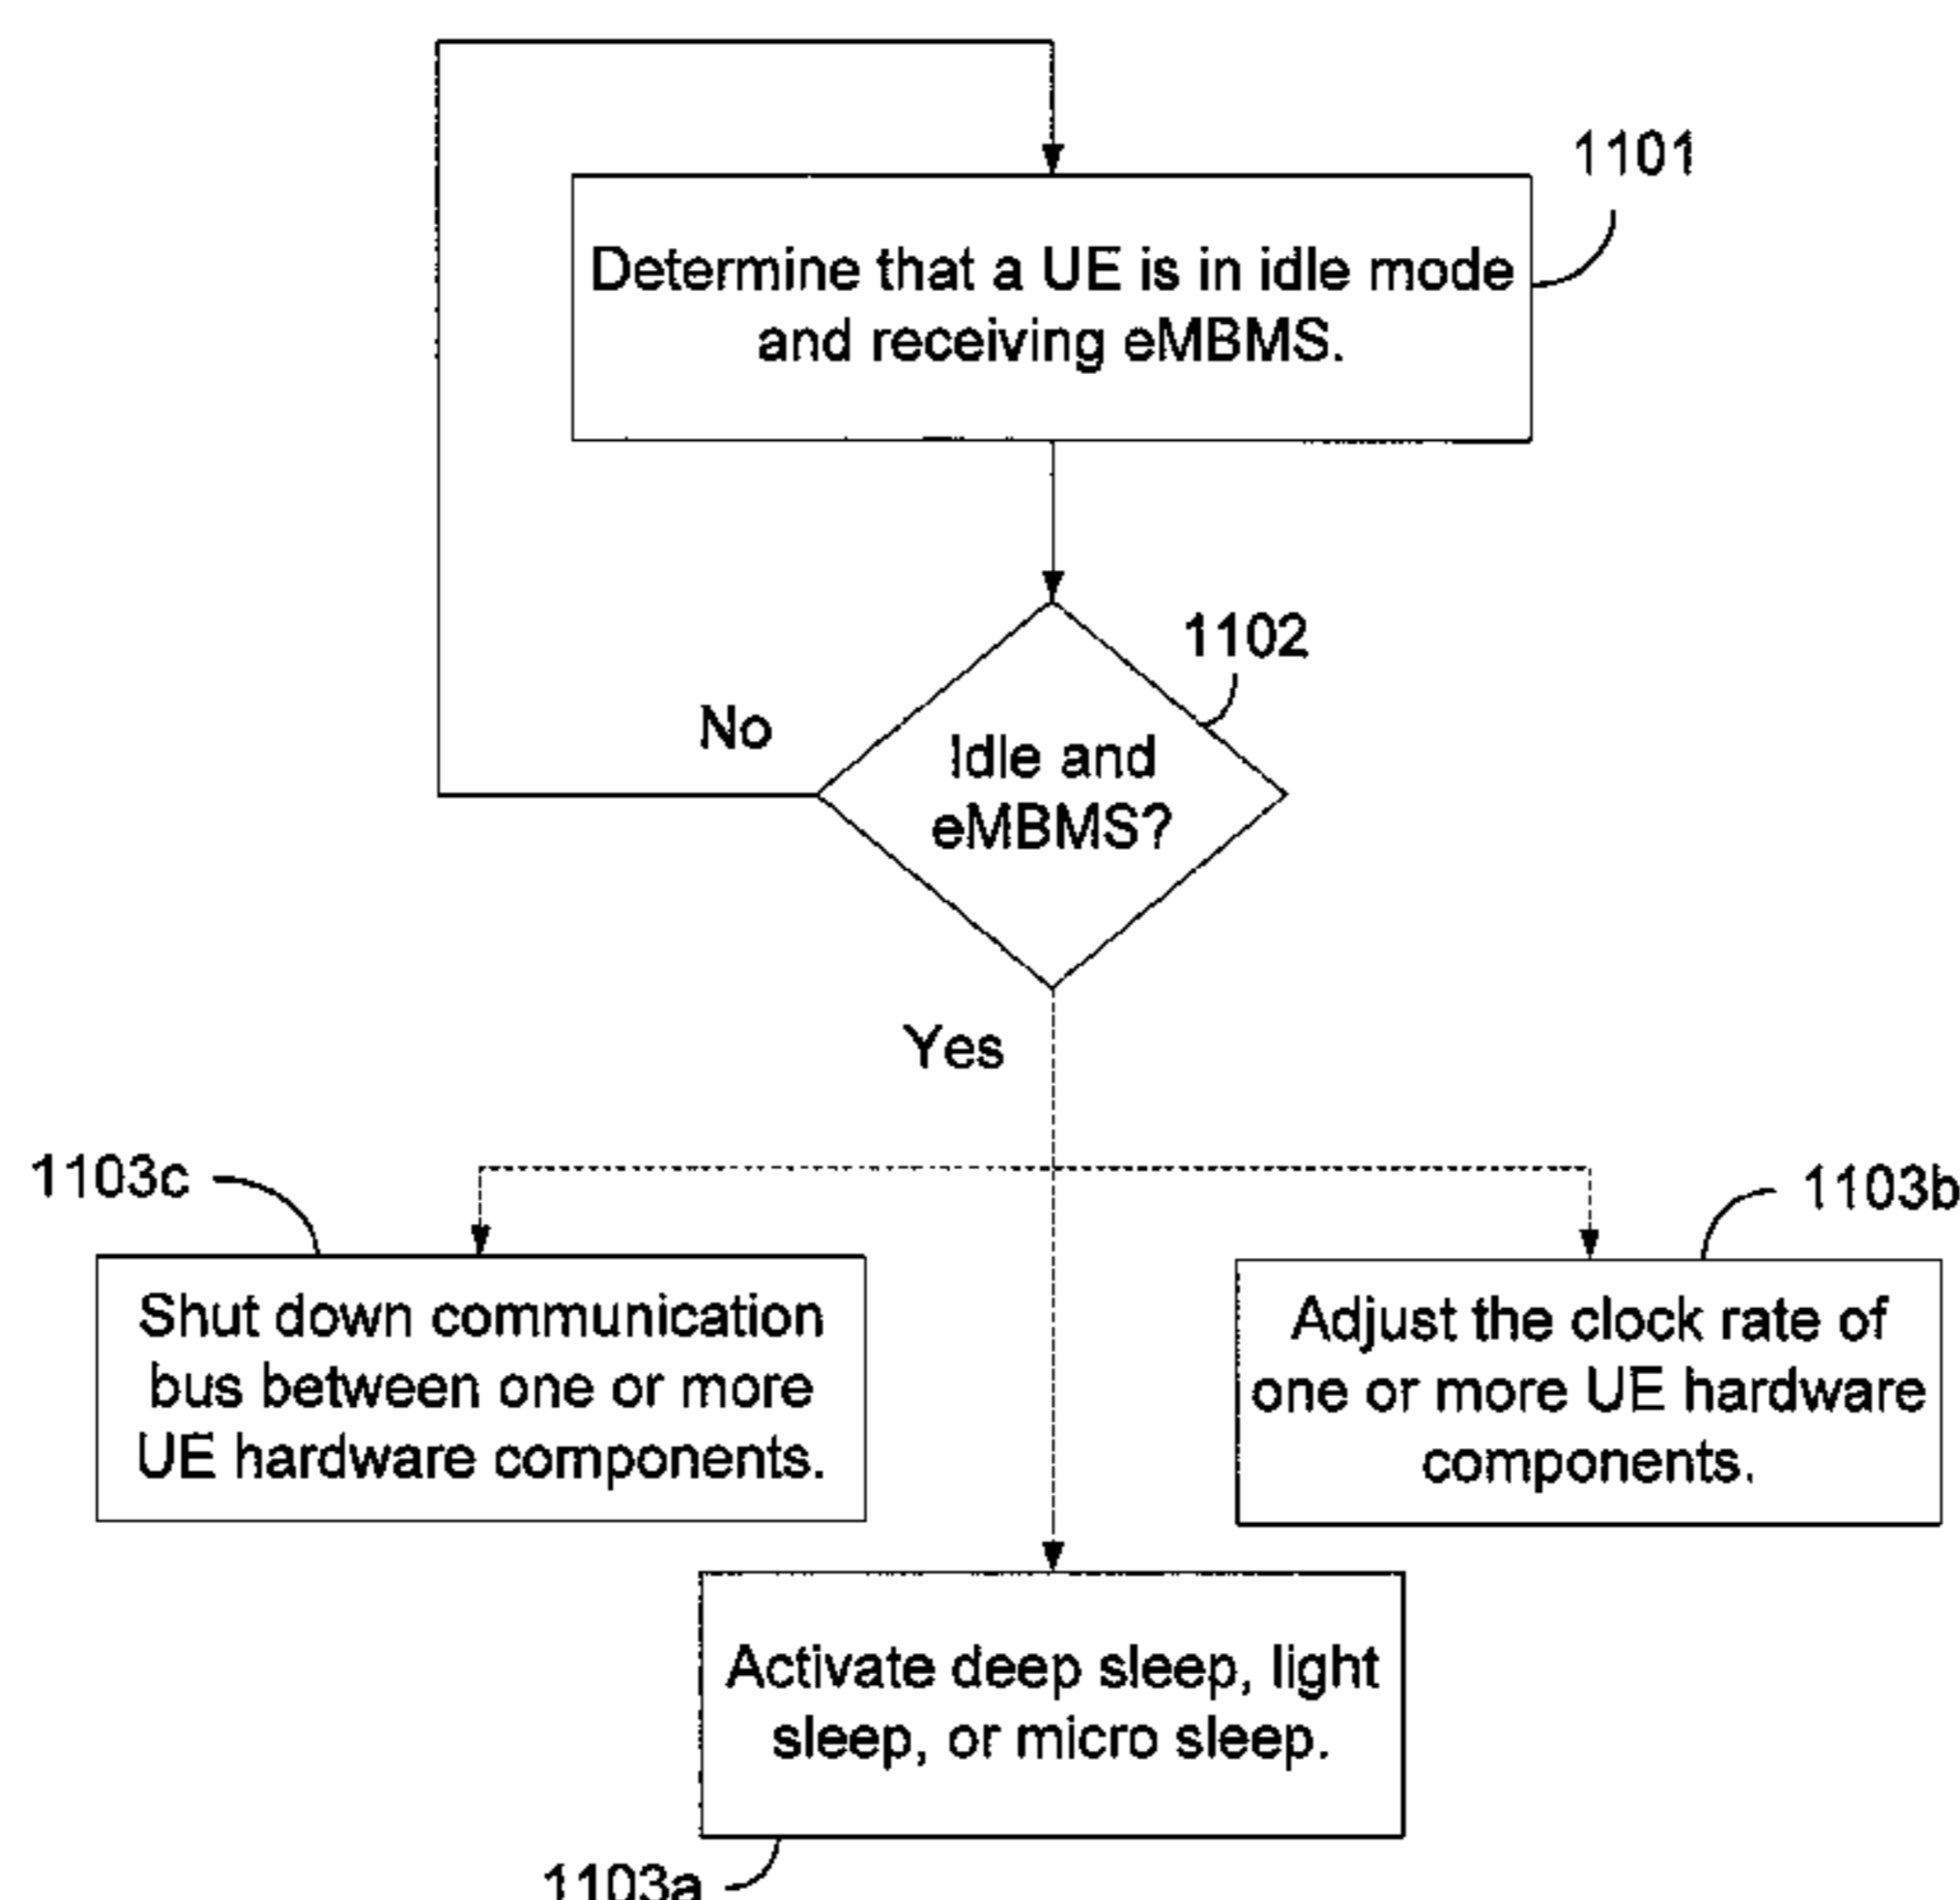 1101
Determine that a UE is in idle mode
and receiving eMBMS.
1102
No
Idle and
eMBMS?
Yes
1103c
1103b
Shut down communication
bus between one or more
UE hardware components.
Adjust the clock rate of
one or more UE hardware
components.
Activate deep sleep, light
sleep, or micro sleep.
1103a